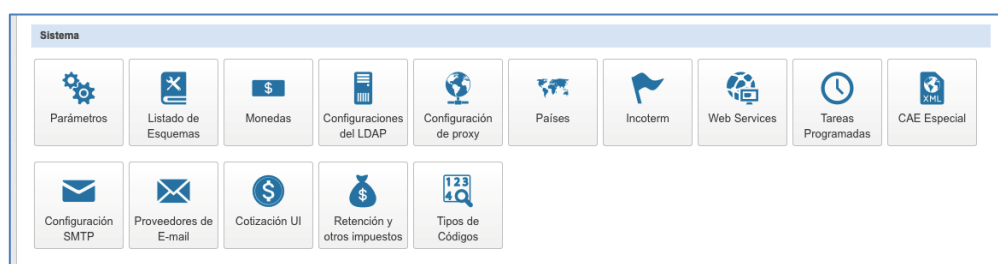 Sistema
Parámetros
Listado de
Esquemas
Monedas
Configuraciones
del LDAP
Configuración
de proxy
Países
Incoterm
Web Services
Tareas
Programadas
XML
CAE Especial
Configuración
SMTP
Proveedores de
E-mail
Cotización UI
Retención y
otros impuestos
123
4
Tipos de
Códigos